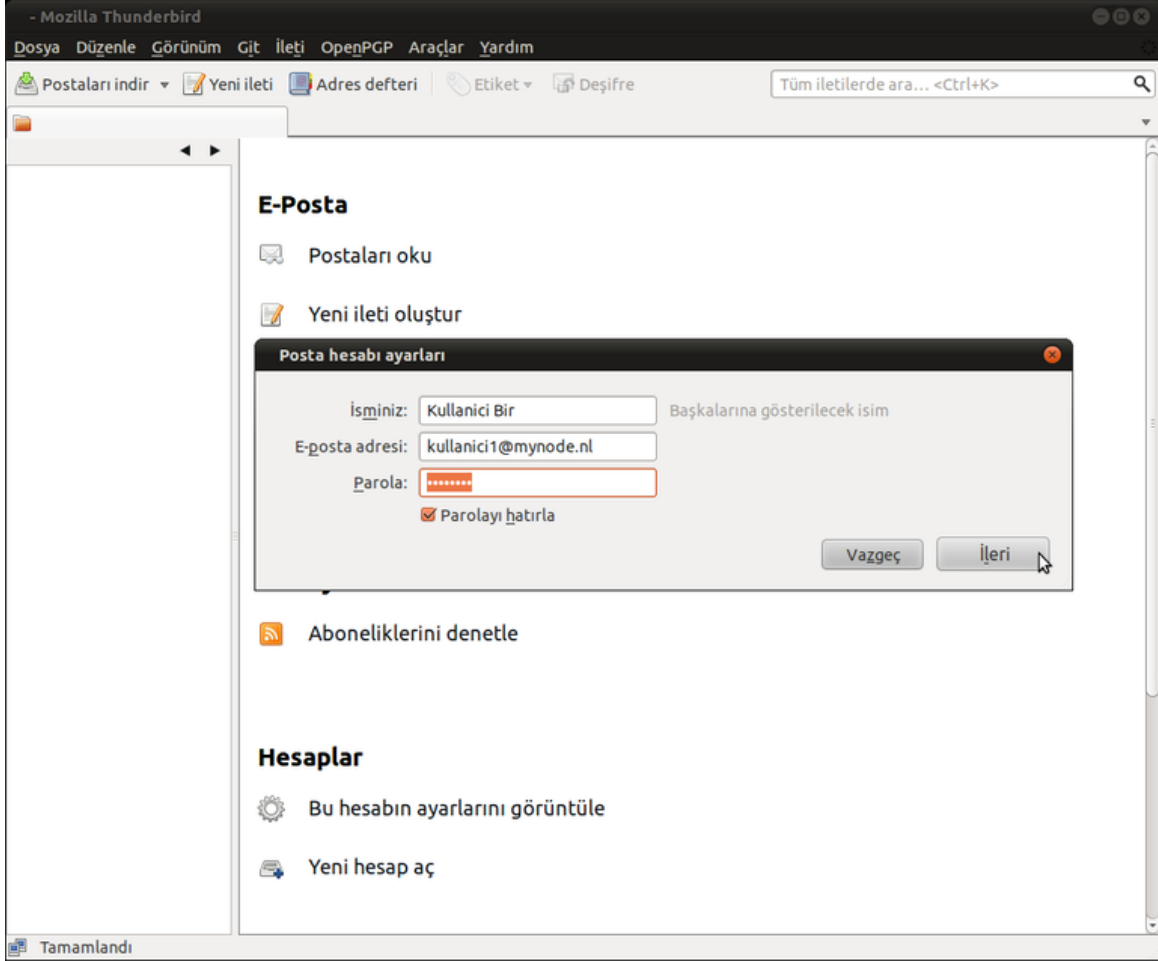 - Mozilla Thunderbird
Dosya Düzenle Görünüm Git İleti OpenPGP Araçlar Yardım
Postaları indir Yeni ileti Adres defteri Etiket Deşifre Tüm iletilerde ara... <Ctrl+K>
E-Posta
Postaları oku
Yeni ileti oluştur
Posta hesabı ayarları
İsminiz: Kullanici Bir Başkalarına gösterilecek isim
E-posta adresi: kullanici1@mynode.nl
Parola: ••••••••
Parolayı hatırla
Vazgeç İleri
Aboneliklerini denetle
Hesaplar
Bu hesabın ayarlarını görüntüle
Yeni hesap aç
Tamamlandı